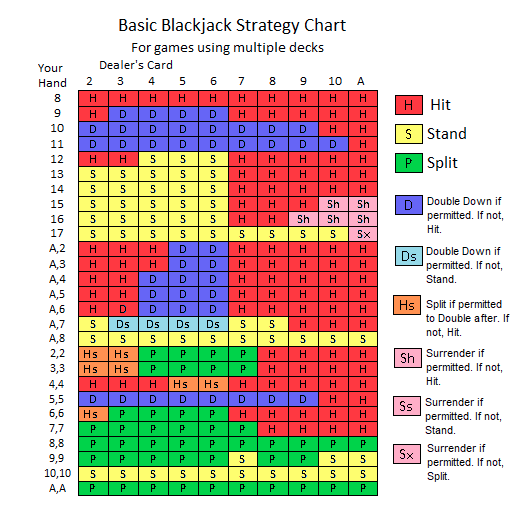 Basic Blackjack Strategy Chart
For games using multiple decks
Dealer's Card
Your
Hand 2 3 4 5 6 7 8 9 10 A
8 H H H H H H H H H H
9 H D D D D H H H H H
10 D D D D D D D D H H
11 D D D D D D D D D H
12 H H S S S H H H H H
13 S S S S S H H H H H
14 S S S S S H H H H H
15 S S S S S H H H Sh Sh
16 S S S S S H H Sh Sh Sh
17 S S S S S S S S S Sx
A,2 H H H D D H H H H H
A,3 H H H D D H H H H H
A,4 H H D D D H H H H H
A,5 H H D D D H H H H H
A,6 H D D D D H H H H H
A,7 S Ds Ds Ds Ds S S H H H
A,8 S S S S S S S S S S
2,2 Hs Hs P P P P H H H H
3,3 Hs Hs P P P P H H H H
4,4 H H H Hs Hs H H H H H
5,5 D D D D D D D D H H
6,6 Hs P P P P H H H H H
7,7 P P P P P P H H H H
8,8 P P P P P P P P P P
9,9 P P P P P S P P S S
10,10 S S S S S S S S S S
A,A P P P P P P P P P P
H Hit
S Stand
P Split
D Double Down if
permitted. If not,
Hit.
Ds Double Down if
permitted. If not,
Stand.
Hs Split if permitted
to Double after. If
not, Hit.
Sh Surrender if
permitted. If not,
Hit.
Ss Surrender if
permitted. If not,
Stand.
Sx Surrender if
permitted. If not,
Split.